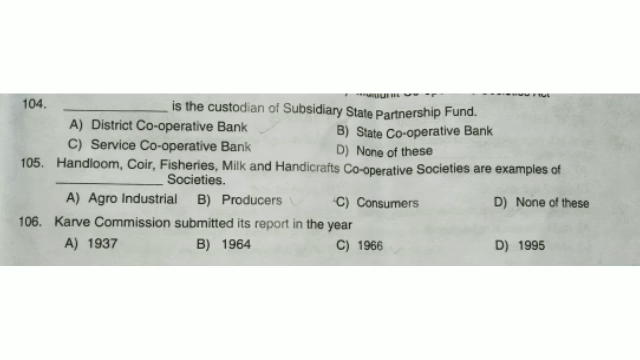 104. ____________ is the custodian of Subsidiary State Partnership Fund.
A) District Co-operative Bank B) State Co-operative Bank
C) Service Co-operative Bank D) None of these
105. Handloom, Coir, Fisheries, Milk and Handicrafts Co-operative Societies are examples of
____________ Societies.
A) Agro Industrial B) Producers C) Consumers D) None of these
106. Karve Commission submitted its report in the year
A) 1937 B) 1964 C) 1966 D) 1995